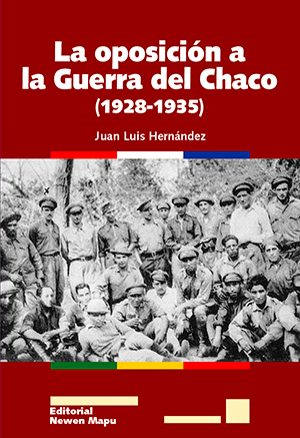 La oposición a
la Guerra del Chaco
(1928-1935)
Juan Luis Hernández
Editorial
Newen Mapu